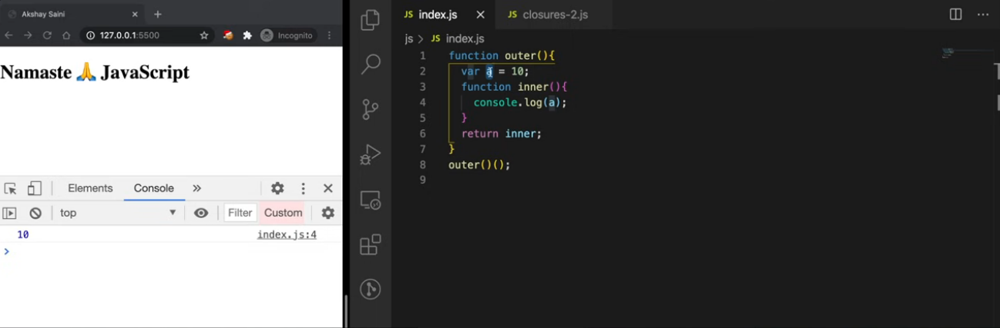 Akshay Saini
127.0.0.1:5500
Incognito
Namaste 🙏 JavaScript
Elements Console »
top Filter Custom
10 index.js:4
>
JS index.js JS closures-2.js
js > JS index.js
1 function outer(){
2 var a = 10;
3 function inner(){
4 console.log(a);
5 }
6 return inner;
7 }
8 outer()();
9